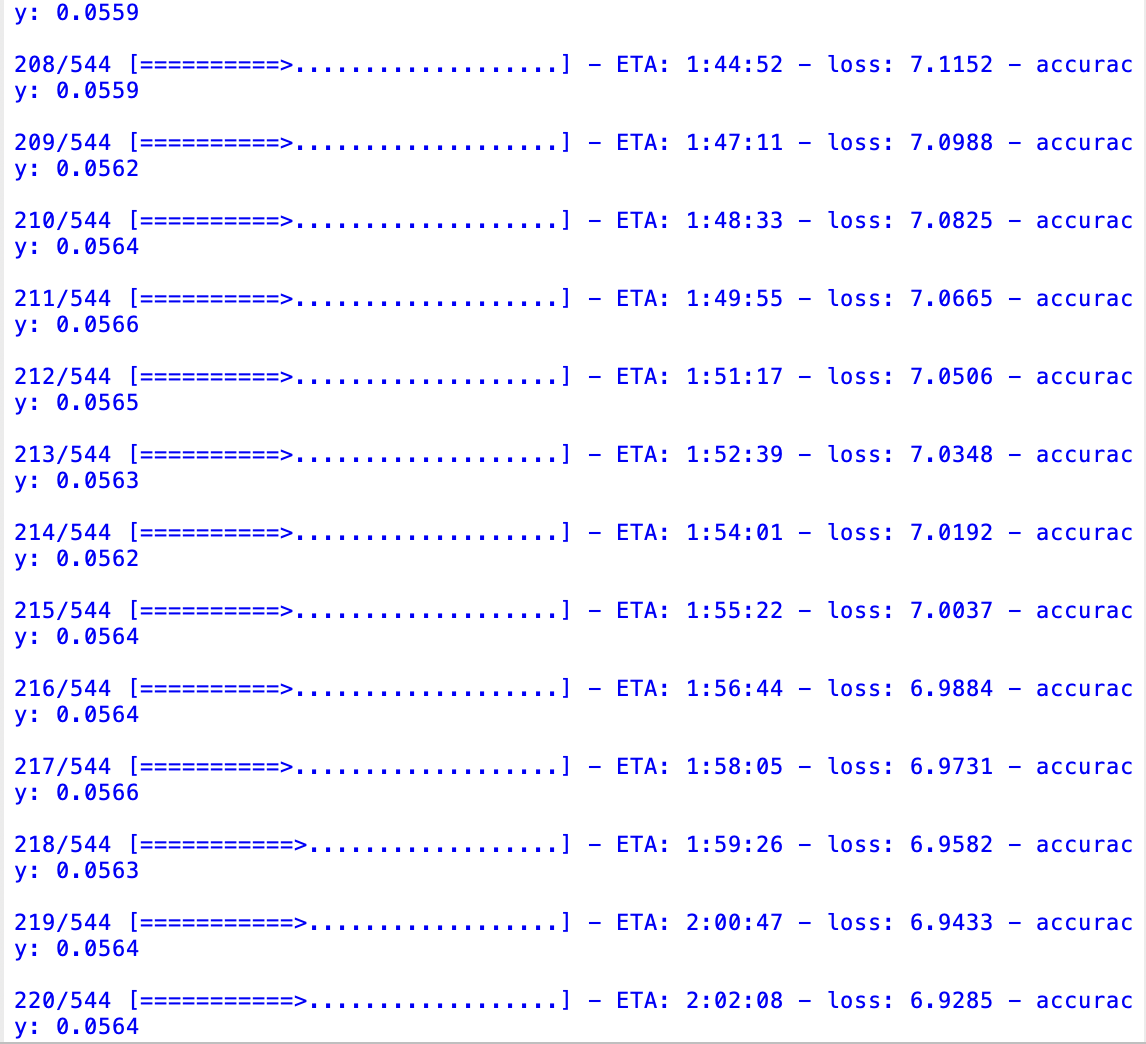 y: 0.0559
208/544 [==========>...................] - ETA: 1:44:52 - loss: 7.1152 - accurac
y: 0.0559
209/544 [==========>...................] - ETA: 1:47:11 - loss: 7.0988 - accurac
y: 0.0562
210/544 [==========>...................] - ETA: 1:48:33 - loss: 7.0825 - accurac
y: 0.0564
211/544 [==========>...................] - ETA: 1:49:55 - loss: 7.0665 - accurac
y: 0.0566
212/544 [==========>...................] - ETA: 1:51:17 - loss: 7.0506 - accurac
y: 0.0565
213/544 [==========>...................] - ETA: 1:52:39 - loss: 7.0348 - accurac
y: 0.0563
214/544 [==========>...................] - ETA: 1:54:01 - loss: 7.0192 - accurac
y: 0.0562
215/544 [==========>...................] - ETA: 1:55:22 - loss: 7.0037 - accurac
y: 0.0564
216/544 [==========>...................] - ETA: 1:56:44 - loss: 6.9884 - accurac
y: 0.0564
217/544 [==========>...................] - ETA: 1:58:05 - loss: 6.9731 - accurac
y: 0.0566
218/544 [===========>..................] - ETA: 1:59:26 - loss: 6.9582 - accurac
y: 0.0563
219/544 [===========>..................] - ETA: 2:00:47 - loss: 6.9433 - accurac
y: 0.0564
220/544 [===========>..................] - ETA: 2:02:08 - loss: 6.9285 - accurac
y: 0.0564